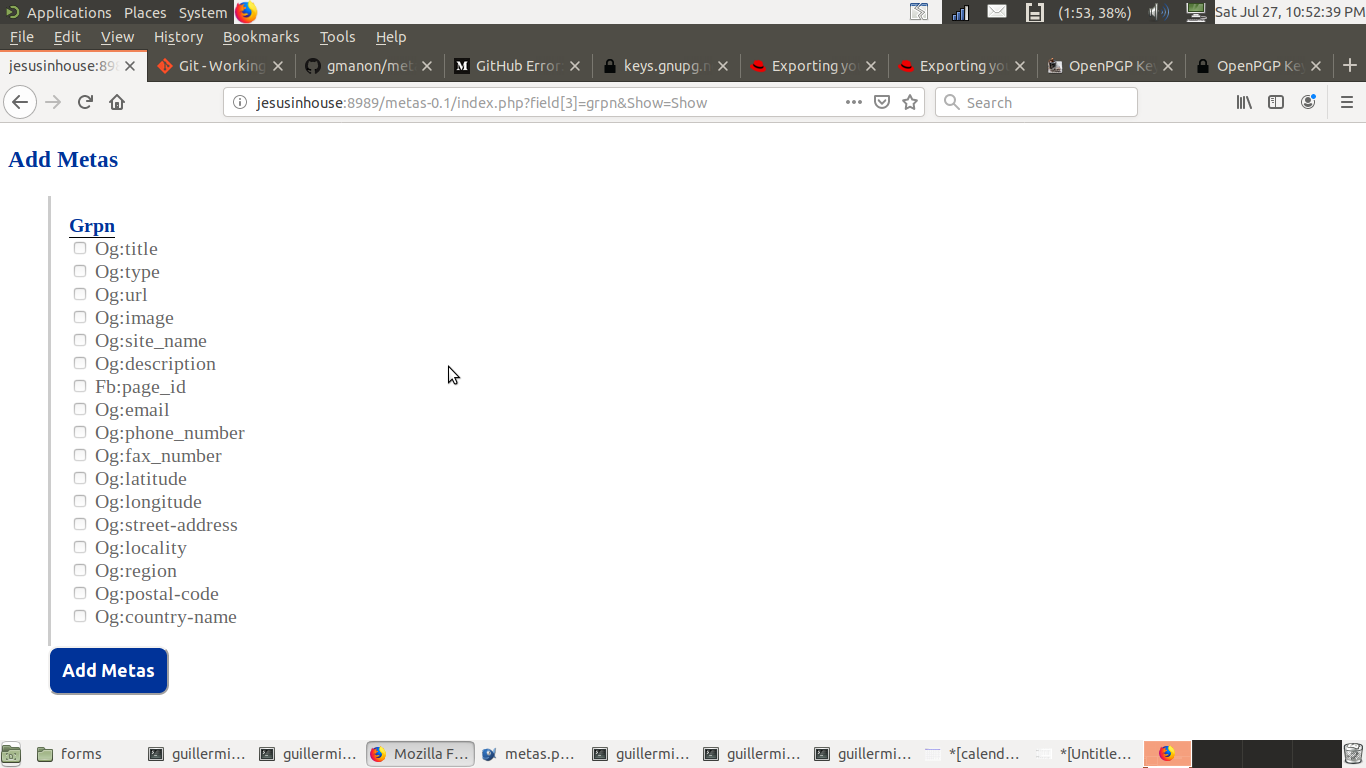 Applications Places System (1:53, 38%) Sat Jul 27, 10:52:39 PM
File Edit View History Bookmarks Tools Help
jesusinhouse:898 Git - Working gmanon/met M GitHub Error keys.gnupg.n Exporting yo Exporting yo OpenPGP Key OpenPGP Key
jesusinhouse:8989/metas-0.1/index.php?field[3]=grpn&Show=Show Search
Add Metas
Grpn
Og:title
Og:type
Og:url
Og:image
Og:site_name
Og:description
Fb:page_id
Og:email
Og:phone_number
Og:fax_number
Og:latitude
Og:longitude
Og:street-address
Og:locality
Og:region
Og:postal-code
Og:country-name
Add Metas
forms guillermi... guillermi... Mozilla F... metas.p... guillermi... guillermi... guillermi... *[calend... *[Untitle...